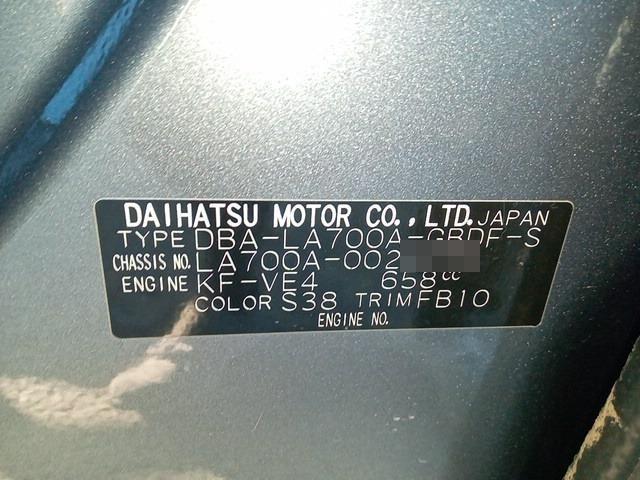 DAIHATSU MOTOR CO., LTD. JAPAN
TYPE DBA-LA700A-GBDF-S
CHASSIS NO. LA700A-002
ENGINE KF-VE4 658cc
COLOR S38 TRIM FB10
ENGINE NO.